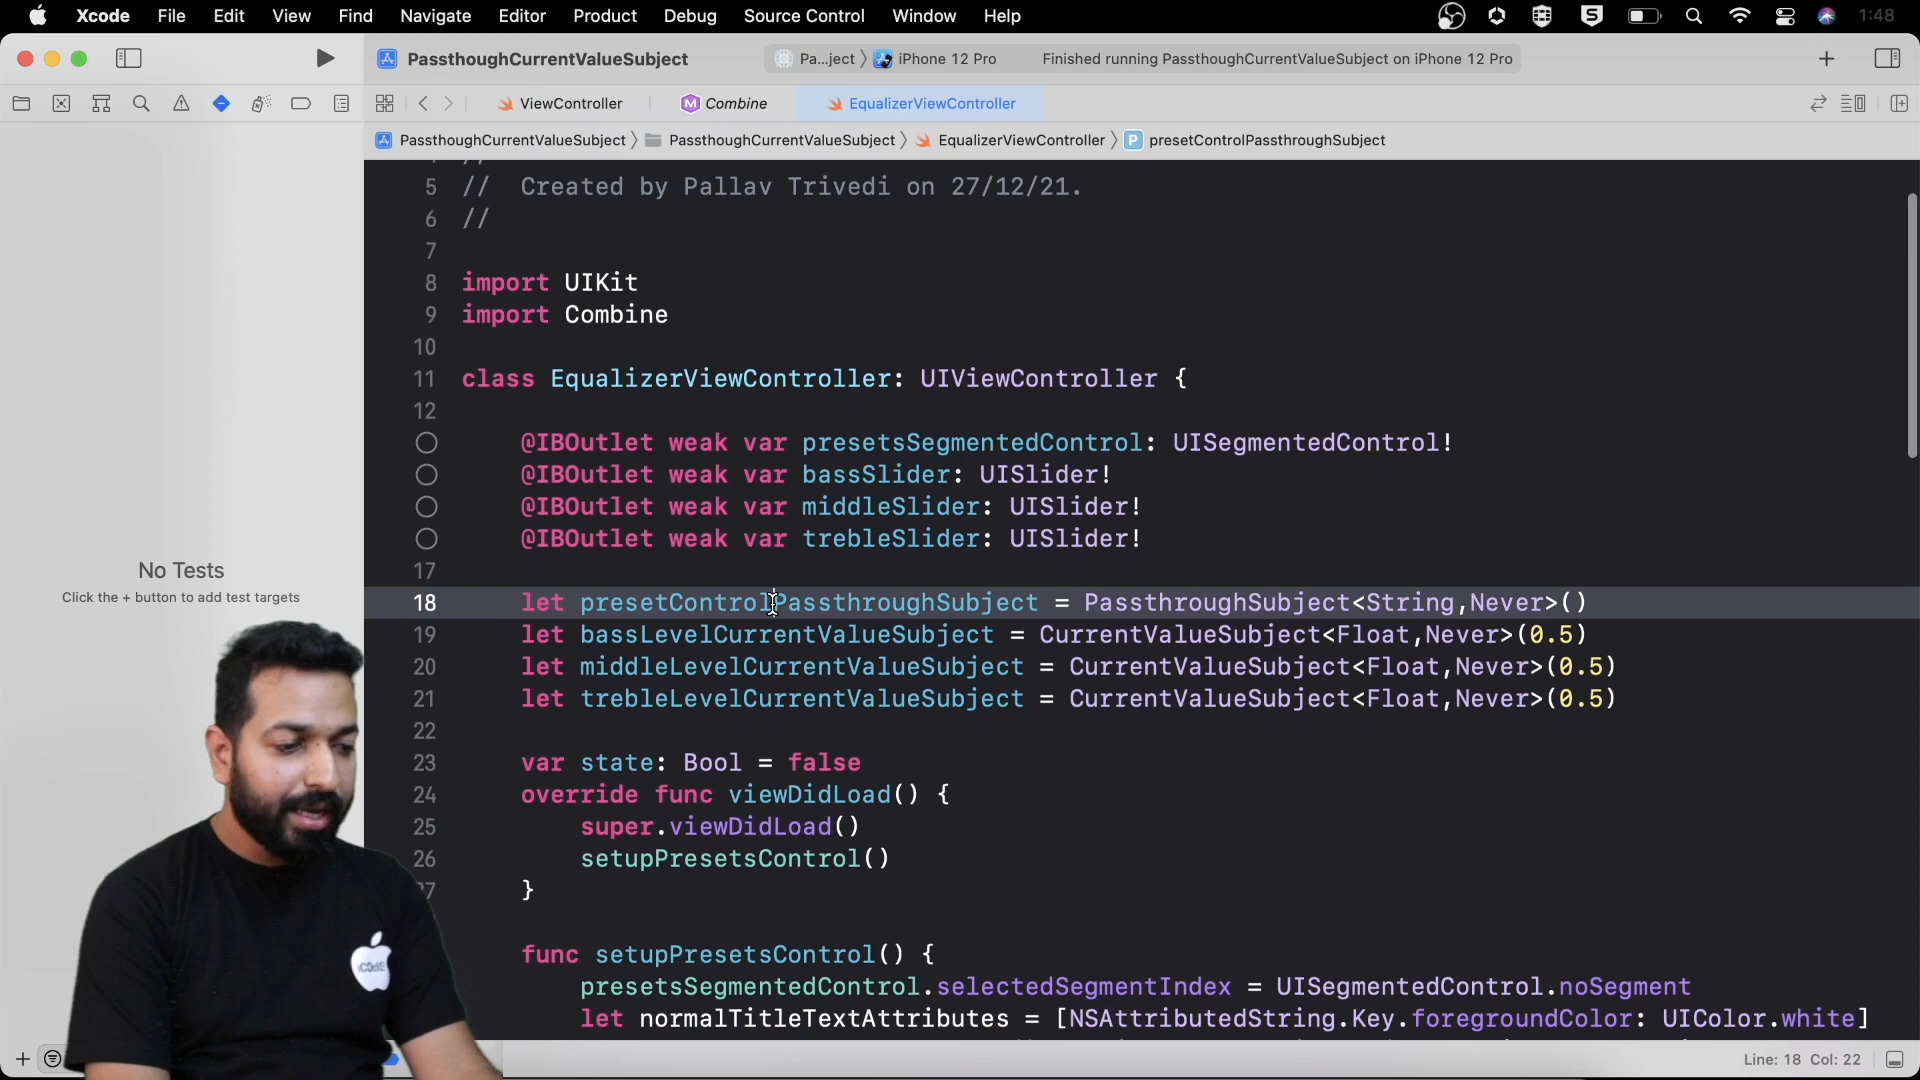 Xcode File Edit View Find Navigate Editor Product Debug Source Control Window Help 1:48
PassthoughCurrentValueSubject Pa...ject iPhone 12 Pro Finished running PassthoughCurrentValueSubject on iPhone 12 Pro
ViewController Combine EqualizerViewController
PassthoughCurrentValueSubject PassthoughCurrentValueSubject EqualizerViewController presetControlPassthroughSubject
5 //  Created by Pallav Trivedi on 27/12/21.
6 //
7
8 import UIKit
9 import Combine
10
11 class EqualizerViewController: UIViewController {
12
@IBOutlet weak var presetsSegmentedControl: UISegmentedControl!
@IBOutlet weak var bassSlider: UISlider!
@IBOutlet weak var middleSlider: UISlider!
@IBOutlet weak var trebleSlider: UISlider!
17
18 let presetControlPassthroughSubject = PassthroughSubject<String,Never>()
19 let bassLevelCurrentValueSubject = CurrentValueSubject<Float,Never>(0.5)
20 let middleLevelCurrentValueSubject = CurrentValueSubject<Float,Never>(0.5)
21 let trebleLevelCurrentValueSubject = CurrentValueSubject<Float,Never>(0.5)
22
23 var state: Bool = false
24 override func viewDidLoad() {
25 super.viewDidLoad()
26 setupPresetsControl()
27 }
func setupPresetsControl() {
presetsSegmentedControl.selectedSegmentIndex = UISegmentedControl.noSegment
let normalTitleTextAttributes = [NSAttributedString.Key.foregroundColor: UIColor.white]
No Tests
Click the + button to add test targets
iCODE
Line: 18 Col: 22